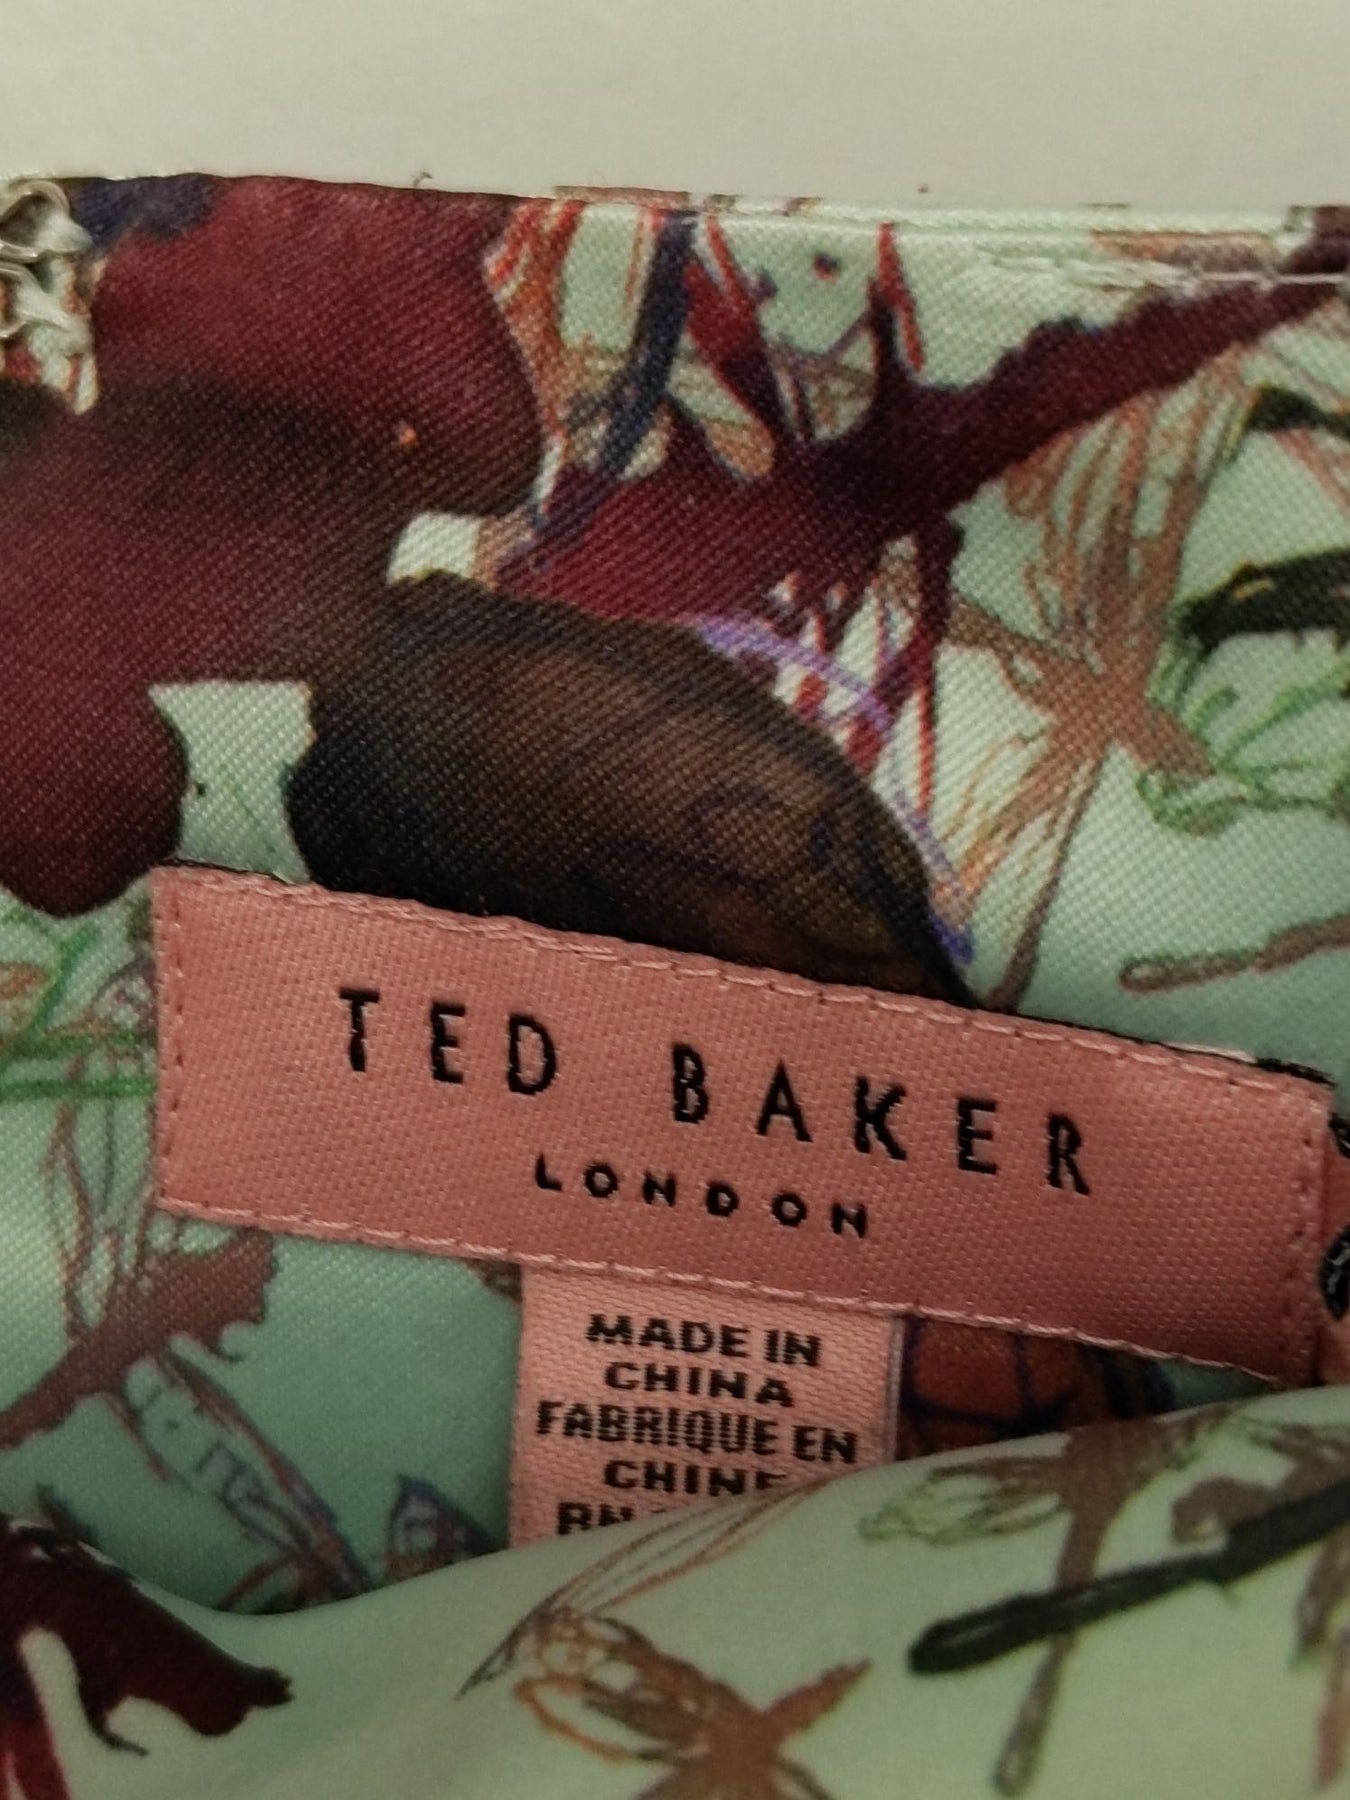 TED BAKER
LONDON
MADE IN
CHINA
FABRIQUE EN
CHINE